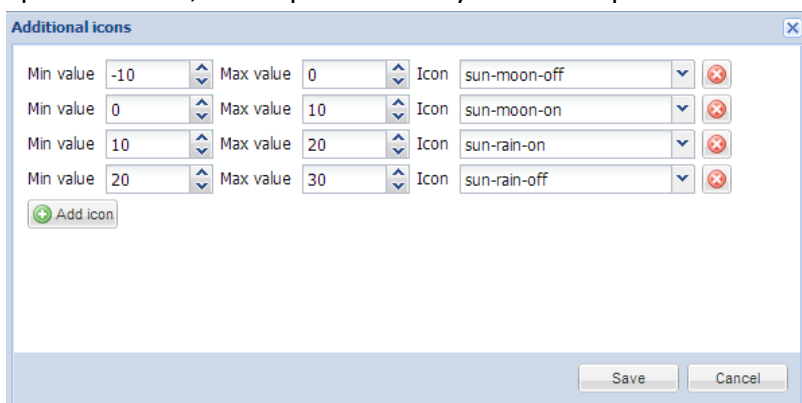 Additional icons
Min value -10 Max value 0 Icon sun-moon-off
Min value 0 Max value 10 Icon sun-moon-on
Min value 10 Max value 20 Icon sun-rain-on
Min value 20 Max value 30 Icon sun-rain-off
Add icon
Save Cancel